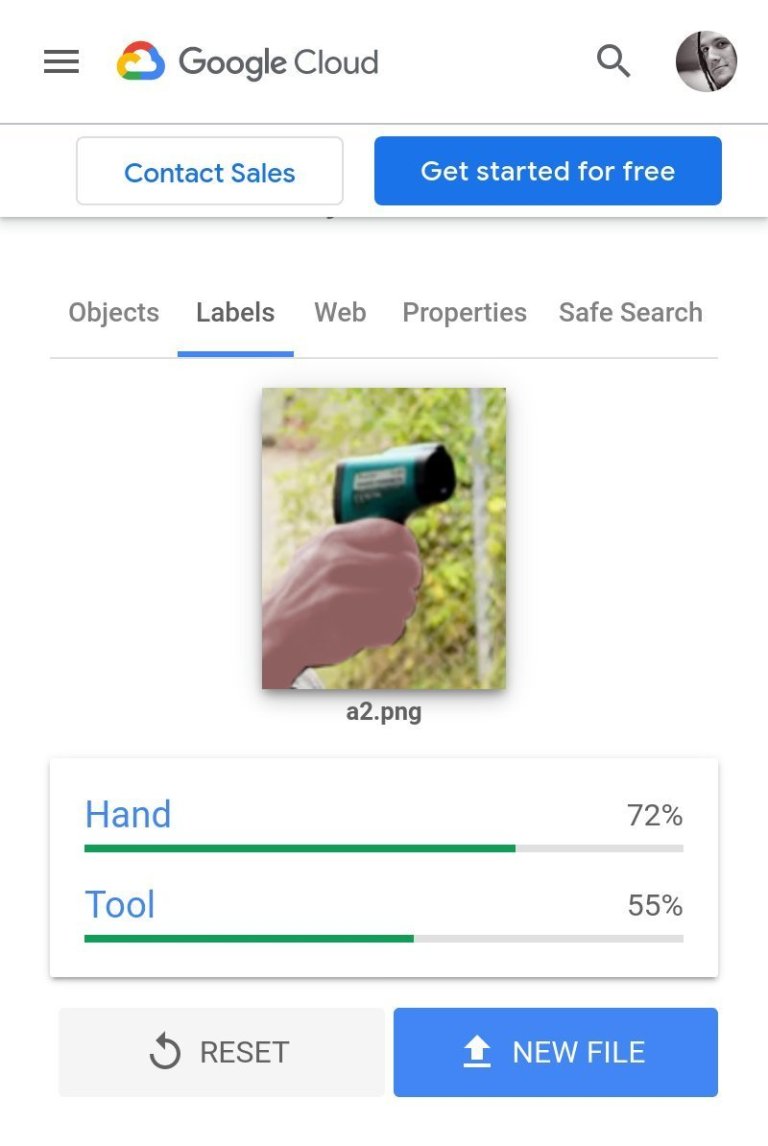 Google Cloud
Contact Sales
Get started for free
Objects
Labels
Web
Properties
Safe Search
a2.png
Hand
72%
Tool
55%
RESET
NEW FILE